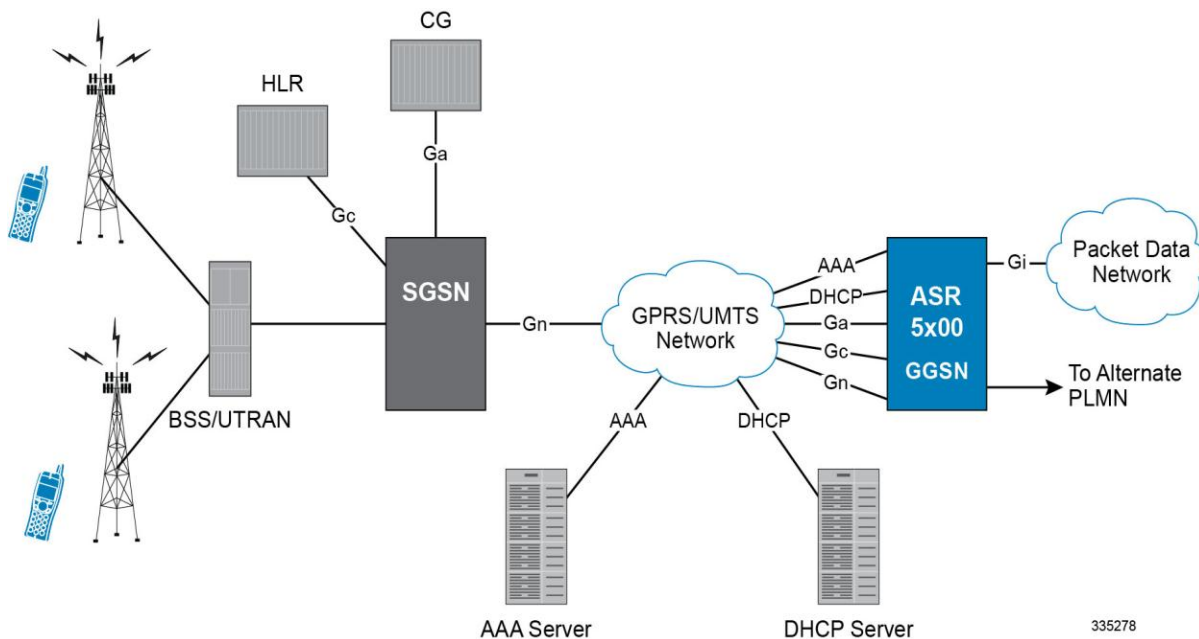 CG
HLR
Ga
Gc
SGSN
Gn
BSS/UTRAN
GPRS/UMTS
Network
AAA
DHCP
Ga
Gc
Gn
ASR
5x00
GGSN
Gi
Packet Data
Network
To Alternate
PLMN
AAA
DHCP
AAA Server
DHCP Server
335278